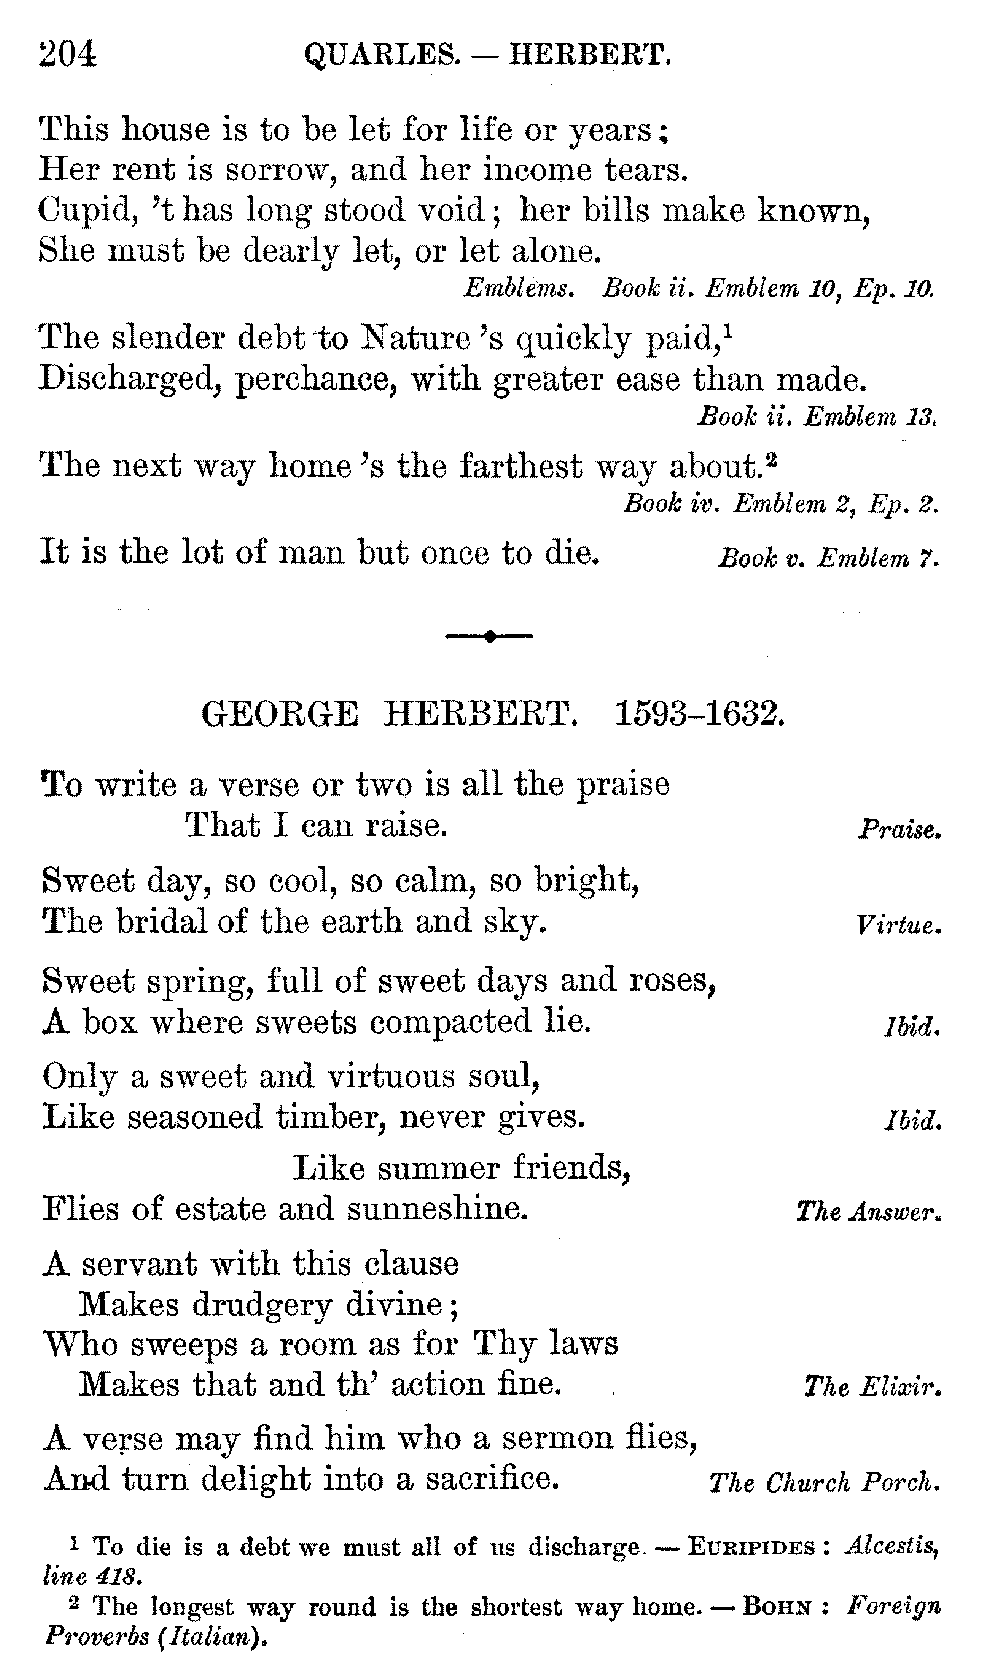 204 QUARLES. — HERBERT.
This house is to be let for life or years;
Her rent is sorrow, and her income tears.
Cupid, 't has long stood void; her bills make known,
She must be dearly let, or let alone.
Emblems. Book ii. Emblem 10, Ep. 10.
The slender debt to Nature 's quickly paid,¹
Discharged, perchance, with greater ease than made.
Book ii. Emblem 13.
The next way home 's the farthest way about.²
Book iv. Emblem 2, Ep. 2.
It is the lot of man but once to die. Book v. Emblem 7.
GEORGE HERBERT. 1593–1632.
To write a verse or two is all the praise
That I can raise. Praise.
Sweet day, so cool, so calm, so bright,
The bridal of the earth and sky. Virtue.
Sweet spring, full of sweet days and roses,
A box where sweets compacted lie. Ibid.
Only a sweet and virtuous soul,
Like seasoned timber, never gives. Ibid.
Like summer friends,
Flies of estate and sunneshine. The Answer.
A servant with this clause
Makes drudgery divine;
Who sweeps a room as for Thy laws
Makes that and th' action fine. The Elixir.
A verse may find him who a sermon flies,
And turn delight into a sacrifice. The Church Porch.
¹ To die is a debt we must all of us discharge. — EURIPIDES: Alcestis,
line 418.
² The longest way round is the shortest way home. — BOHN: Foreign
Proverbs (Italian).